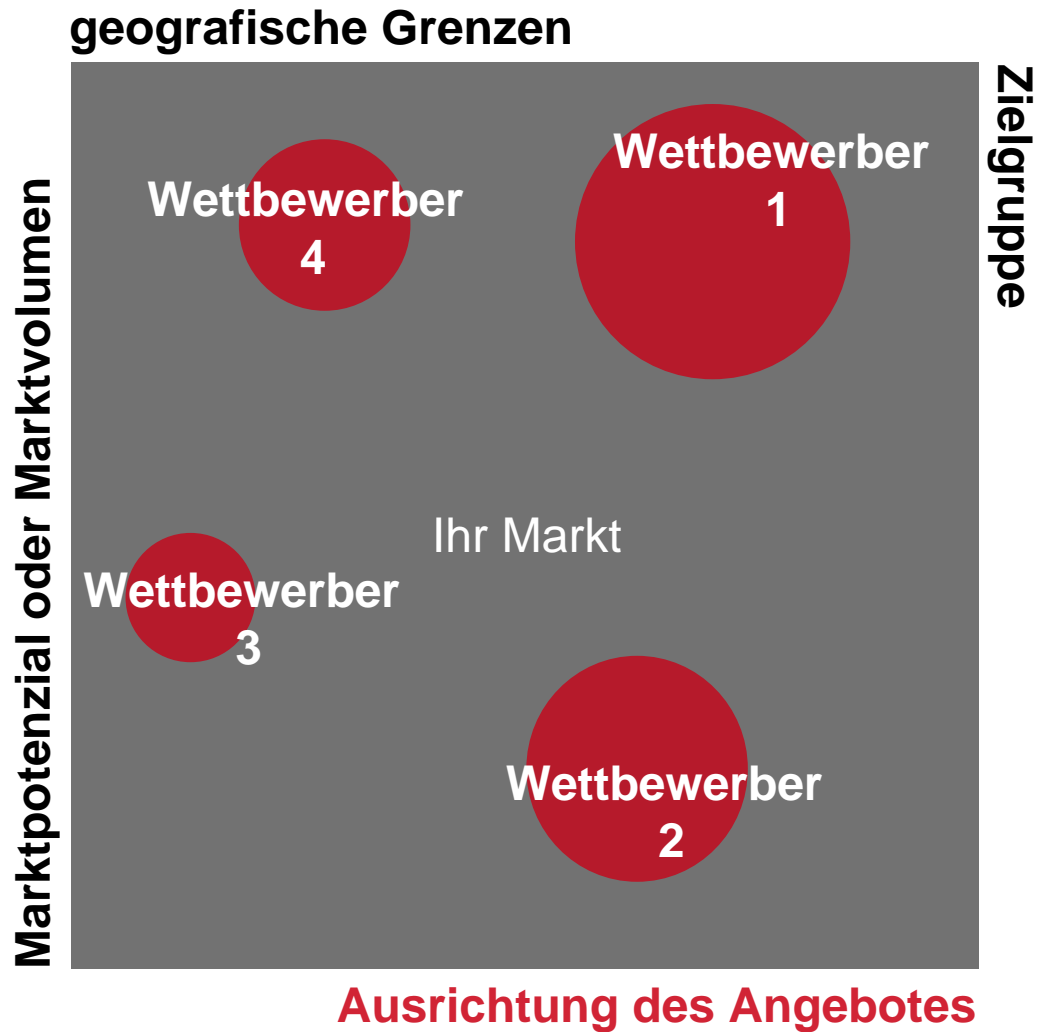 geografische Grenzen
Zielgruppe
Wettbewerber
1
Wettbewerber
4
Marktpotenzial oder Marktvolumen
Ihr Markt
Wettbewerber
3
Wettbewerber
2
Ausrichtung des Angebotes